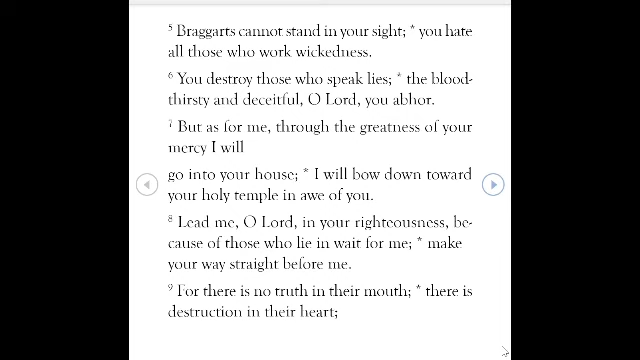 5 Braggarts cannot stand in your sight; * you hate
all those who work wickedness.
6 You destroy those who speak lies; * the blood-
thirsty and deceitful, O Lord, you abhor.
7 But as for me, through the greatness of your
mercy I will
go into your house; * I will bow down toward
your holy temple in awe of you.
8 Lead me, O Lord, in your righteousness, be-
cause of those who lie in wait for me; * make
your way straight before me.
9 For there is no truth in their mouth; * there is
destruction in their heart;